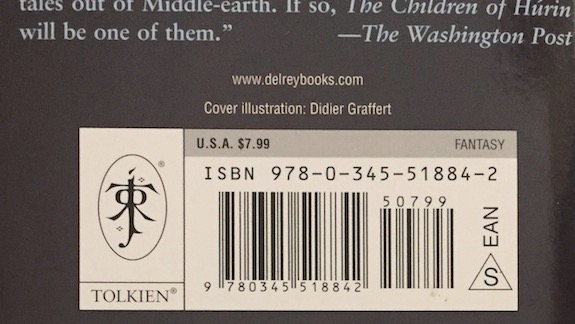 tales out of Middle-earth. If so, The Children of Húrin
will be one of them.” —The Washington Post
www.delreybooks.com
Cover illustration: Didier Graffert
U.S.A. $7.99 FANTASY
ISBN 978-0-345-51884-2
50799
EAN
S
9 780345 518842
TOLKIEN®